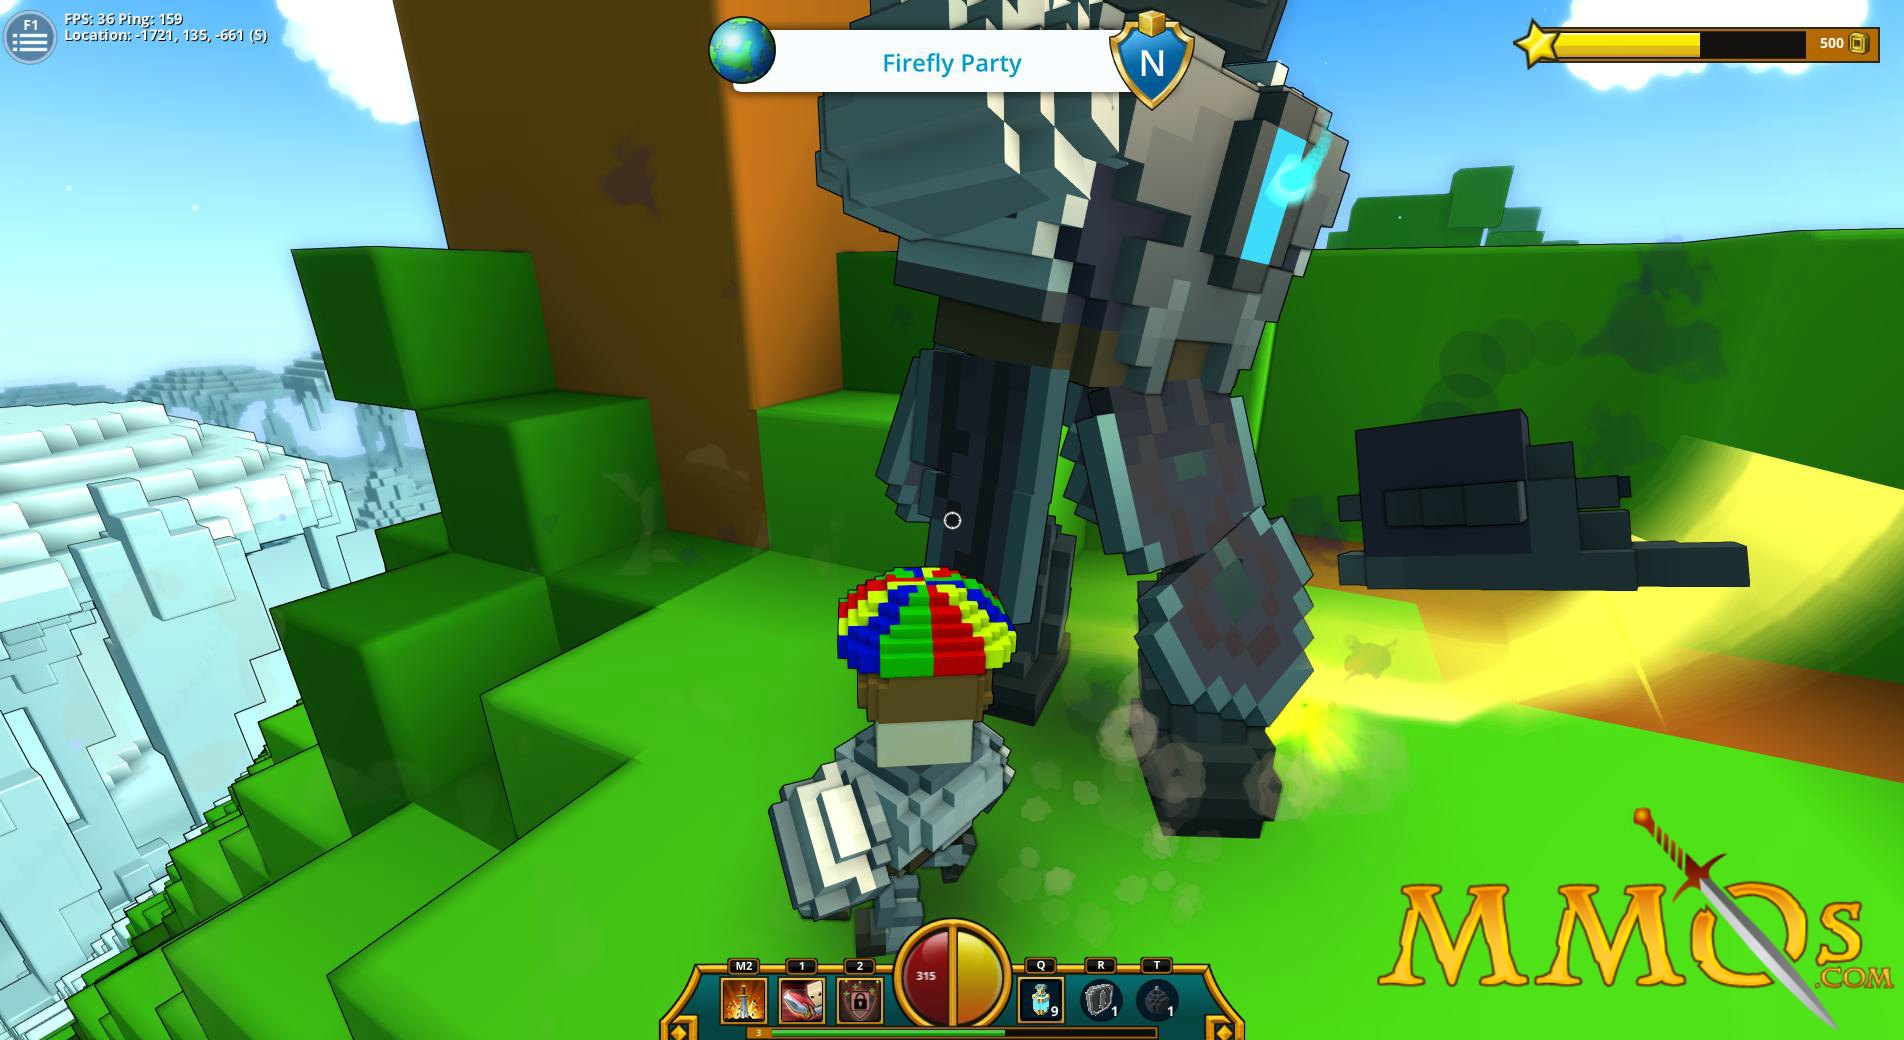 F1
FPS: 36 Ping: 159
Location: -1721, 135, -661 (S)
Firefly Party
N
500
M2 1 2 Q R T
315
9 1 1
3
MMOs
.COM